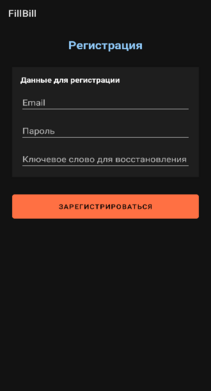 FillBill
Регистрация
Данные для регистрации
Email
Пароль
Ключевое слово для восстановления
ЗАРЕГИСТРИРОВАТЬСЯ